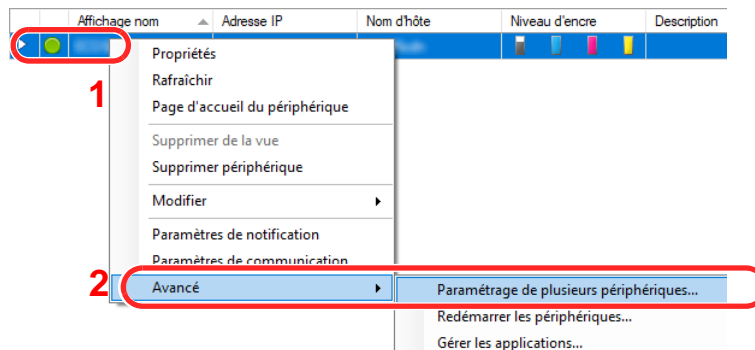 Affichage nom Adresse IP Nom d'hôte Niveau d'encre Description
1
Propriétés
Rafraîchir
Page d'accueil du périphérique
Supprimer de la vue
Supprimer périphérique
Modifier
Paramètres de notification
Paramètres de communication
2
Avancé
Paramétrage de plusieurs périphériques...
Redémarrer les périphériques...
Gérer les applications...